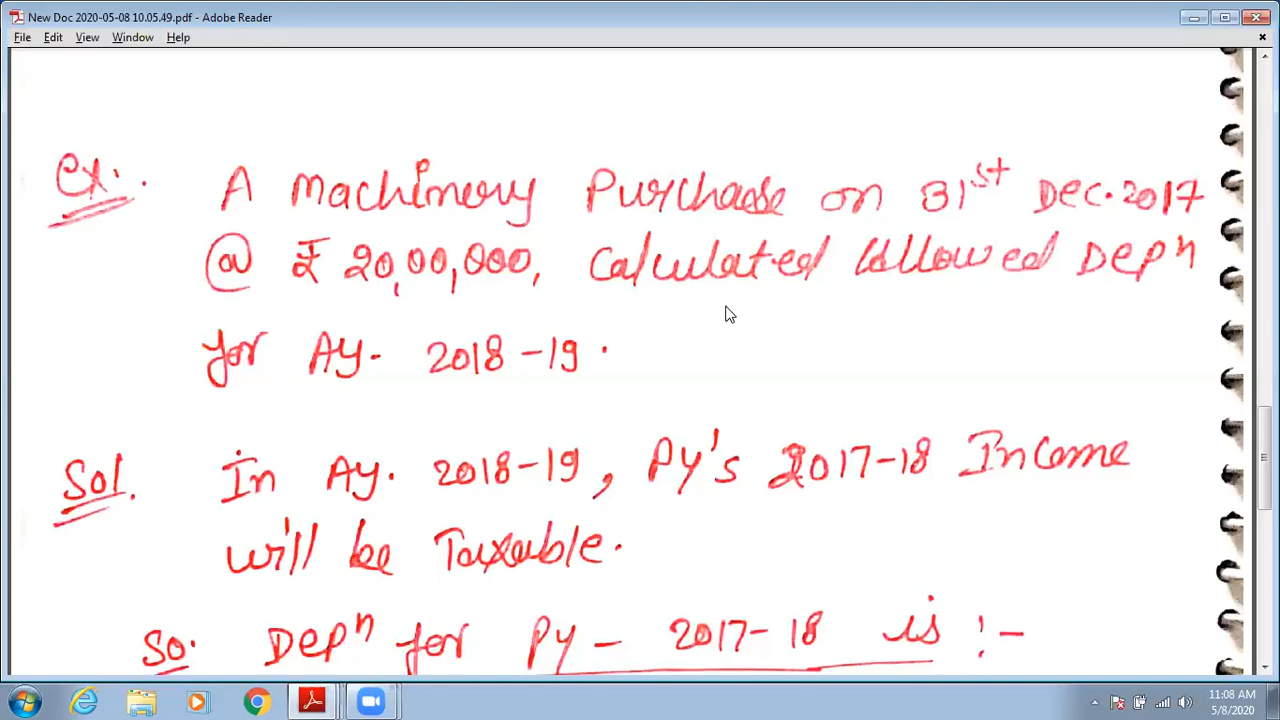 New Doc 2020-05-08 10.05.49.pdf - Adobe Reader
File Edit View Window Help
Ex. A Machinery Purchase on 31st Dec. 2017
@ ₹ 20,00,000, Calculated allowed Depn
for Ay. 2018-19.
Sol. In Ay. 2018-19, Py's 2017-18 Income
will be Taxable.
So. Depn for Py - 2017-18 is :-
11:08 AM
5/8/2020